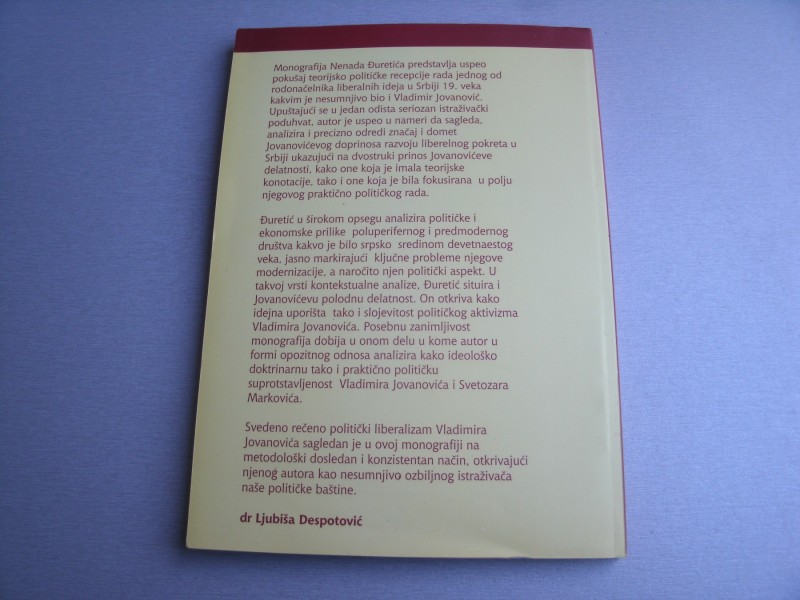 Monografija Nenada Đuretića predstavlja uspeo
pokušaj teorijsko političke recepcije rada jednog od
rodonačelnika liberalnih ideja u Srbiji 19. veka
kakvim je nesumnjivo bio i Vladimir Jovanović.
Upuštajući se u jedan odista seriozan istraživački
poduhvat, autor je uspeo u nameri da sagleda,
analizira i precizno odredi značaj i domet
Jovanovićevog doprinosa razvoju liberelnog pokreta u
Srbiji ukazujući na dvostruki prinos Jovanovićeve
delatnosti, kako one koja je imala teorijske
konotacije, tako i one koja je bila fokusirana u polju
njegovog praktično političkog rada.
Đuretić u širokom opsegu analizira političke i
ekonomske prilike poluperifernog i predmodernog
društva kakvo je bilo srpsko sredinom devetnaestog
veka, jasno markirajući ključne probleme njegove
modernizacije, a naročito njen politički aspekt. U
takvoj vrsti kontekstualne analize, Đuretić situira i
Jovanovićevu polodnu delatnost. On otkriva kako
idejna uporišta tako i slojevitost političkog aktivizma
Vladimira Jovanovića. Posebnu zanimljivost
monografija dobija u onom delu u kome autor u
formi opozitnog odnosa analizira kako ideološko
doktrinarnu tako i praktično političku
suprotstavljenost Vladimira Jovanovića i Svetozara
Markovića.
Svedeno rečeno politički liberalizam Vladimira
Jovanovića sagledan je u ovoj monografiji na
metodološki dosledan i konzistentan način, otkrivajući
njenog autora kao nesumnjivo ozbiljnog istraživača
naše političke baštine.
dr Ljubiša Despotović